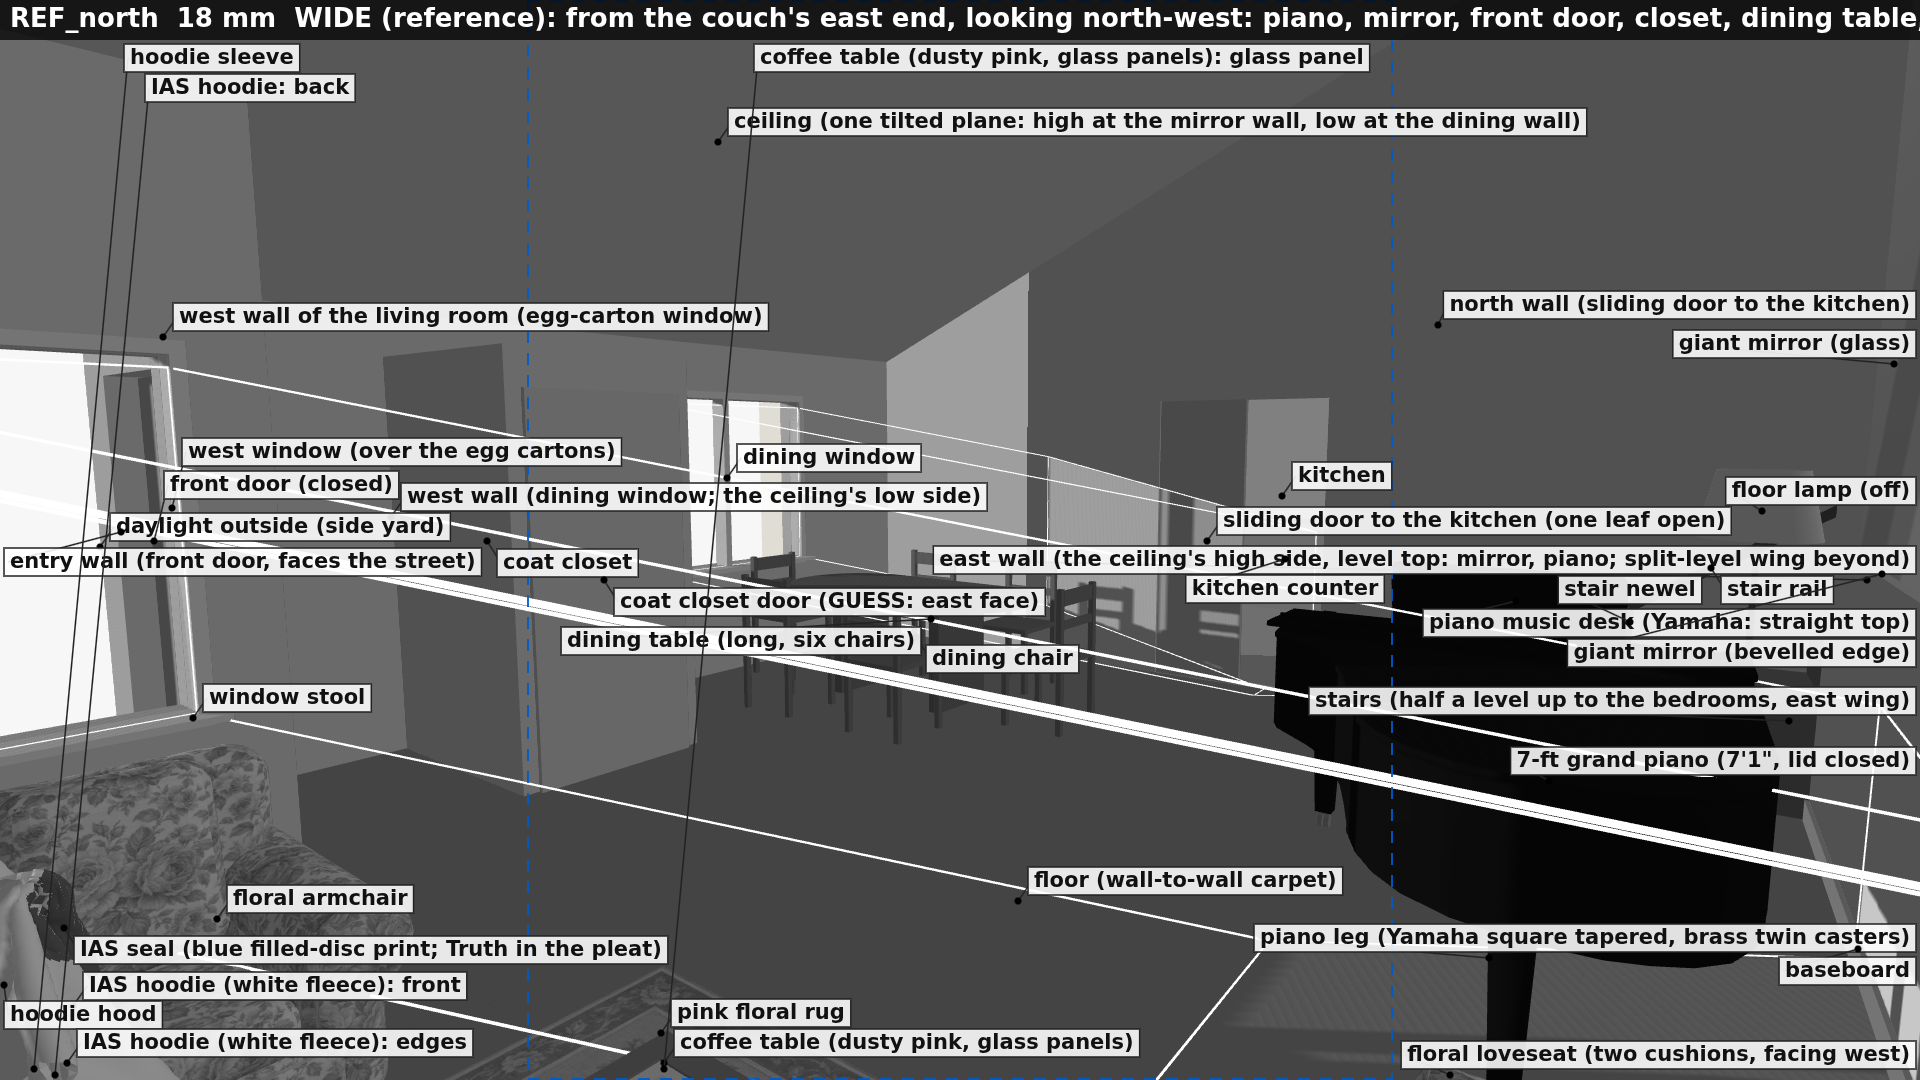 REF_north 18 mm WIDE (reference): from the couch's east end, looking north-west: piano, mirror, front door, closet, dining table,
hoodie sleeve
coffee table (dusty pink, glass panels): glass panel
IAS hoodie: back
ceiling (one tilted plane: high at the mirror wall, low at the dining wall)
north wall (sliding door to the kitchen)
west wall of the living room (egg-carton window)
giant mirror (glass)
west window (over the egg cartons)
dining window
kitchen
front door (closed)
floor lamp (off)
west wall (dining window; the ceiling's low side)
sliding door to the kitchen (one leaf open)
daylight outside (side yard)
entry wall (front door, faces the street)
coat closet
east wall (the ceiling's high side, level top: mirror, piano; split-level wing beyond)
kitchen counter
stair newel
stair rail
coat closet door (GUESS: east face)
piano music desk (Yamaha: straight top)
dining table (long, six chairs)
dining chair
giant mirror (bevelled edge)
window stool
stairs (half a level up to the bedrooms, east wing)
7-ft grand piano (7'1", lid closed)
floor (wall-to-wall carpet)
floral armchair
piano leg (Yamaha square tapered, brass twin casters)
IAS seal (blue filled-disc print; Truth in the pleat)
baseboard
IAS hoodie (white fleece): front
hoodie hood
pink floral rug
IAS hoodie (white fleece): edges
coffee table (dusty pink, glass panels)
floral loveseat (two cushions, facing west)